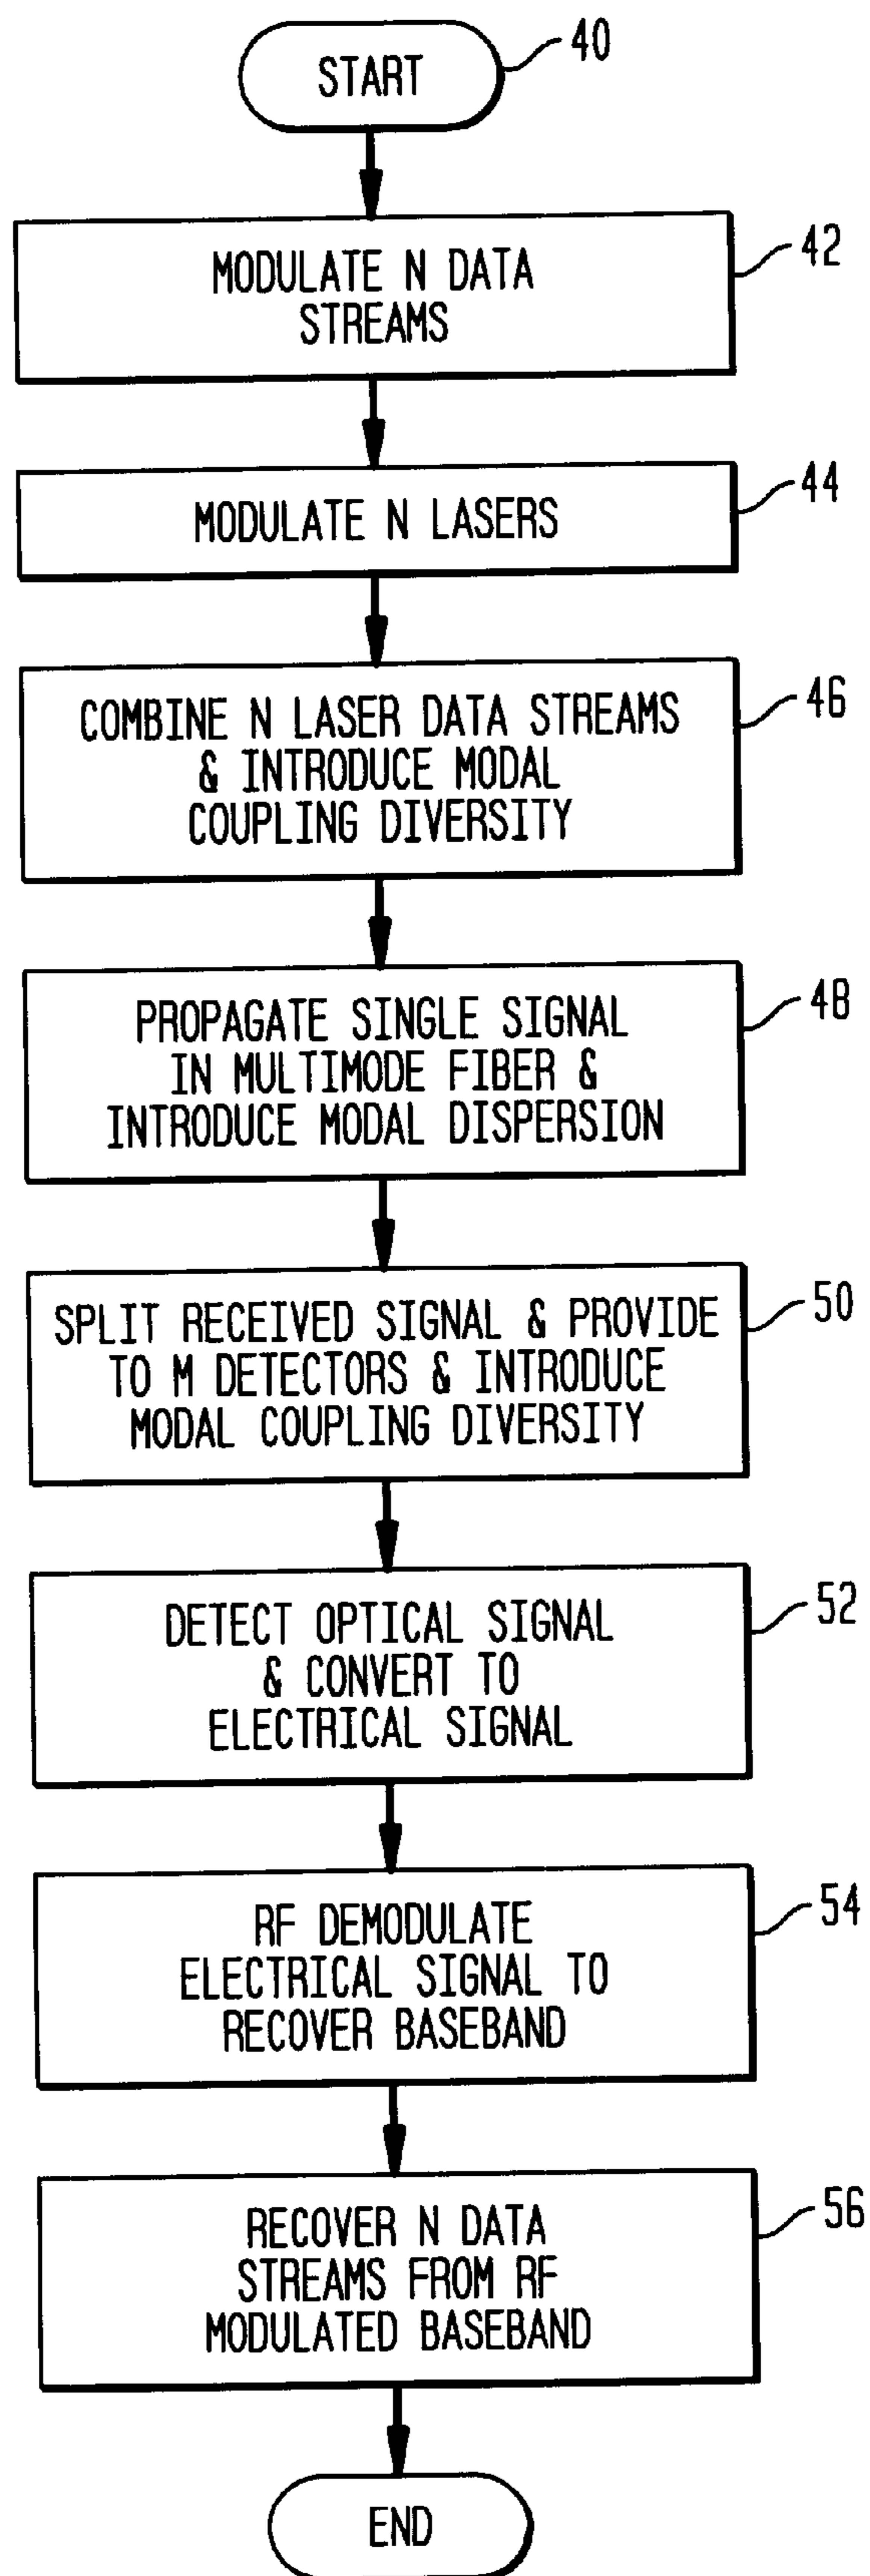 START
40
MODULATE N DATA
STREAMS
42
MODULATE N LASERS
44
COMBINE N LASER DATA STREAMS
& INTRODUCE MODAL
COUPLING DIVERSITY
46
PROPAGATE SINGLE SIGNAL
IN MULTIMODE FIBER &
INTRODUCE MODAL DISPERSION
48
SPLIT RECEIVED SIGNAL & PROVIDE
TO M DETECTORS & INTRODUCE
MODAL COUPLING DIVERSITY
50
DETECT OPTICAL SIGNAL
& CONVERT TO
ELECTRICAL SIGNAL
52
RF DEMODULATE
ELECTRICAL SIGNAL TO
RECOVER BASEBAND
54
RECOVER N DATA
STREAMS FROM RF
MODULATED BASEBAND
56
END